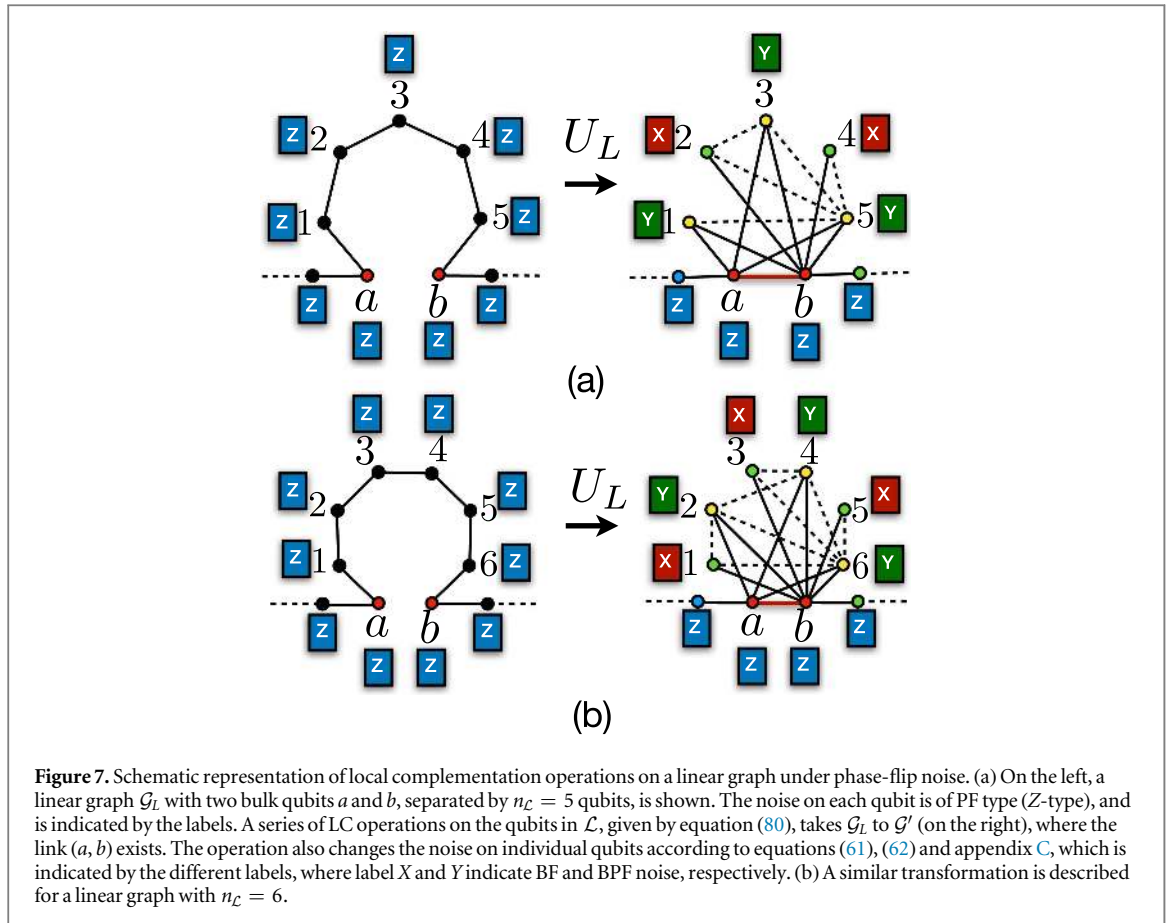 Z
3
Z 2
4 Z
Z 1
5 Z
a
b
Z
Z
Z
Z
U_L
Y
3
X 2
4 X
Y 1
5 Y
a
b
Z
Z
Z
Z
(a)
Z
Z
3
4
Z 2
5 Z
Z 1
6 Z
a
b
Z
Z
Z
Z
U_L
X
Y
3
4
Y 2
5 X
X 1
6 Y
a
b
Z
Z
Z
Z
(b)
Figure 7. Schematic representation of local complementation operations on a linear graph under phase-flip noise. (a) On the left, a
linear graph 𝒢_L with two bulk qubits a and b, separated by n_ℒ = 5 qubits, is shown. The noise on each qubit is of PF type (Z-type), and
is indicated by the labels. A series of LC operations on the qubits in ℒ, given by equation (80), takes 𝒢_L to 𝒢′ (on the right), where the
link (a, b) exists. The operation also changes the noise on individual qubits according to equations (61), (62) and appendix C, which is
indicated by the different labels, where label X and Y indicate BF and BPF noise, respectively. (b) A similar transformation is described
for a linear graph with n_ℒ = 6.